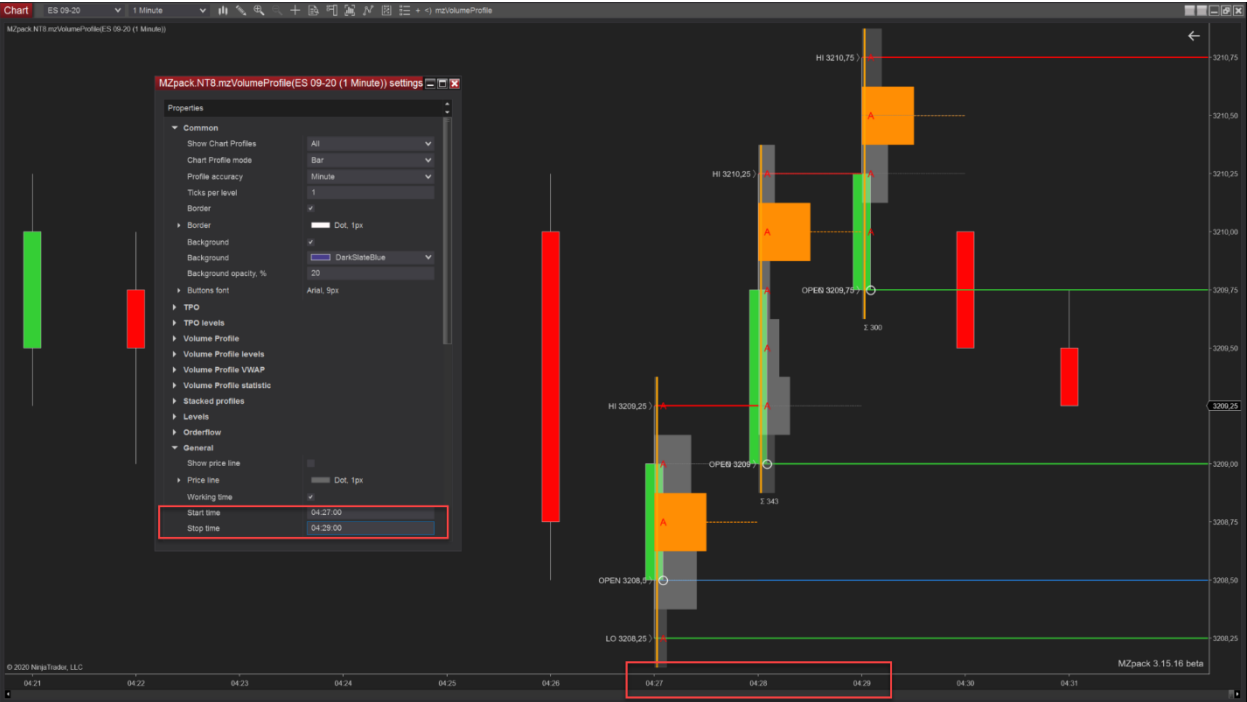 Chart ES 09-20 1 Minute + <) mzVolumeProfile
MZpack.NT8.mzVolumeProfile(ES 09-20 (1 Minute))
MZpack.NT8.mzVolumeProfile(ES 09-20 (1 Minute)) settings
Properties
Common
Show Chart Profiles All
Chart Profile mode Bar
Profile accuracy Minute
Ticks per level 1
Border
Border Dot, 1px
Background
Background DarkSlateBlue
Background opacity, % 20
Buttons font Arial, 9px
TPO
TPO levels
Volume Profile
Volume Profile levels
Volume Profile VWAP
Volume Profile statistic
Stacked profiles
Levels
Orderflow
General
Show price line
Price line Dot, 1px
Working time
Start time 04:27:00
Stop time 04:29:00
HI 3209,25
A
A
A
OPEN 3208,5
LO 3208,25
A
HI 3210,25
A
A
A
A
A
OPEN 3209
Σ 343
HI 3210,75
A
A
A
A
OPEN 3209,75
Σ 300
3210,75
3210,50
3210,25
3210,00
3209,75
3209,50
3209,25
3209,00
3208,75
3208,50
3208,25
MZpack 3.15.16 beta
© 2020 NinjaTrader, LLC
04:21 04:22 04:23 04:24 04:25 04:26 04:27 04:28 04:29 04:30 04:31